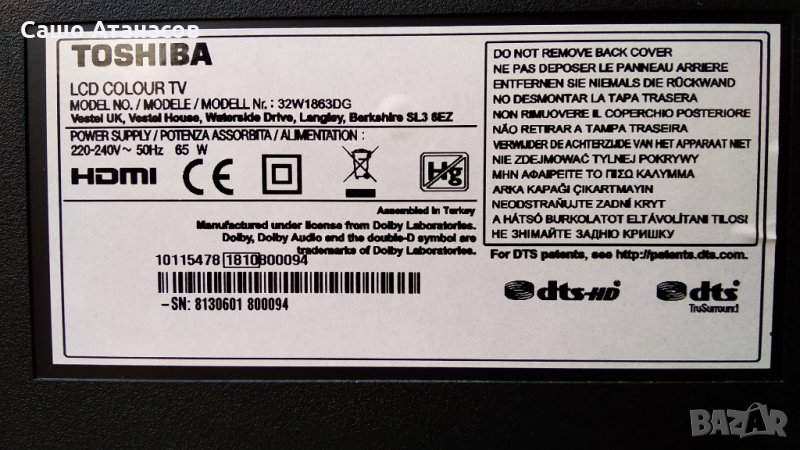 Сашо Атанасов
TOSHIBA
LCD COLOUR TV
MODEL NO. / MODELE / MODELL Nr. : 32W1863DG
Vestel UK, Vestel House, Waterside Drive, Langley, Berkshire SL3 6EZ
POWER SUPPLY / POTENZA ASSORBITA / ALIMENTATION :
220-240V~ 50Hz 65 W
HDMI CE Hg
Assembled in Turkey
Manufactured under license from Dolby Laboratories.
Dolby, Dolby Audio and the double-D symbol are
trademarks of Dolby Laboratories.
10115478 1810 800094
-SN: 8130601 800094
DO NOT REMOVE BACK COVER
NE PAS DEPOSER LE PANNEAU ARRIERE
ENTFERNEN SIE NIEMALS DIE RÜCKWAND
NO DESMONTAR LA TAPA TRASERA
NON RIMUOVERE IL COPERCHIO POSTERIORE
NÃO RETIRAR A TAMPA TRASEIRA
VERWIJDER DE ACHTERZIJDE VAN HET APPARAAT NIET
NIE ZDEJMOWAĆ TYLNEJ POKRYWY
ΜΗΝ ΑΦΑΙΡΕΙΤΕ ΤΟ ΠΙΣΩ ΚΑΛΥΜΜΑ
ARKA KAPAĞI ÇIKARTMAYIN
NEODSTRAŇUJTE ZADNÍ KRYT
A HÁTSÓ BURKOLATOT ELTÁVOLÍTANI TILOS!
НЕ ЗНІМАЙТЕ ЗАДНЮ КРИШКУ
For DTS patents, see http://patents.dts.com.
dts-HD dts
TruSurround
BAZAR